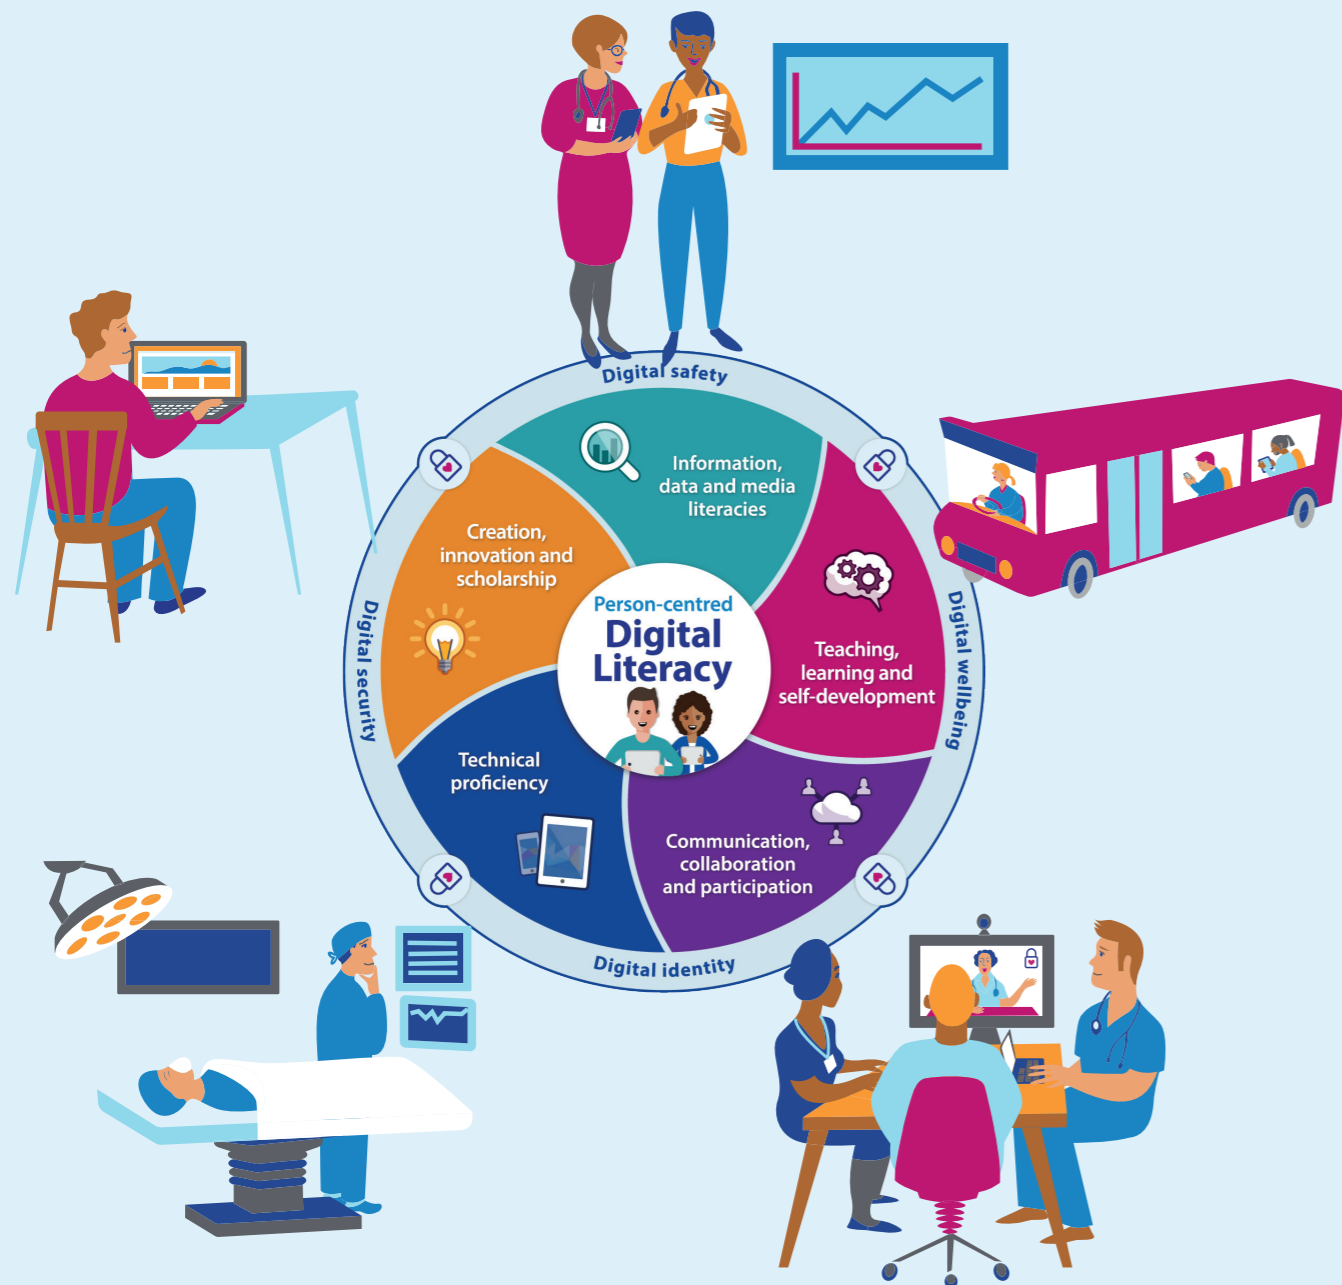 Digital safety
Information,
data and media
literacies
Creation,
innovation and
scholarship
Person-centred
Digital
Literacy
Teaching,
learning and
self-development
Digital security
Digital wellbeing
Technical
proficiency
Communication,
collaboration
and participation
Digital identity